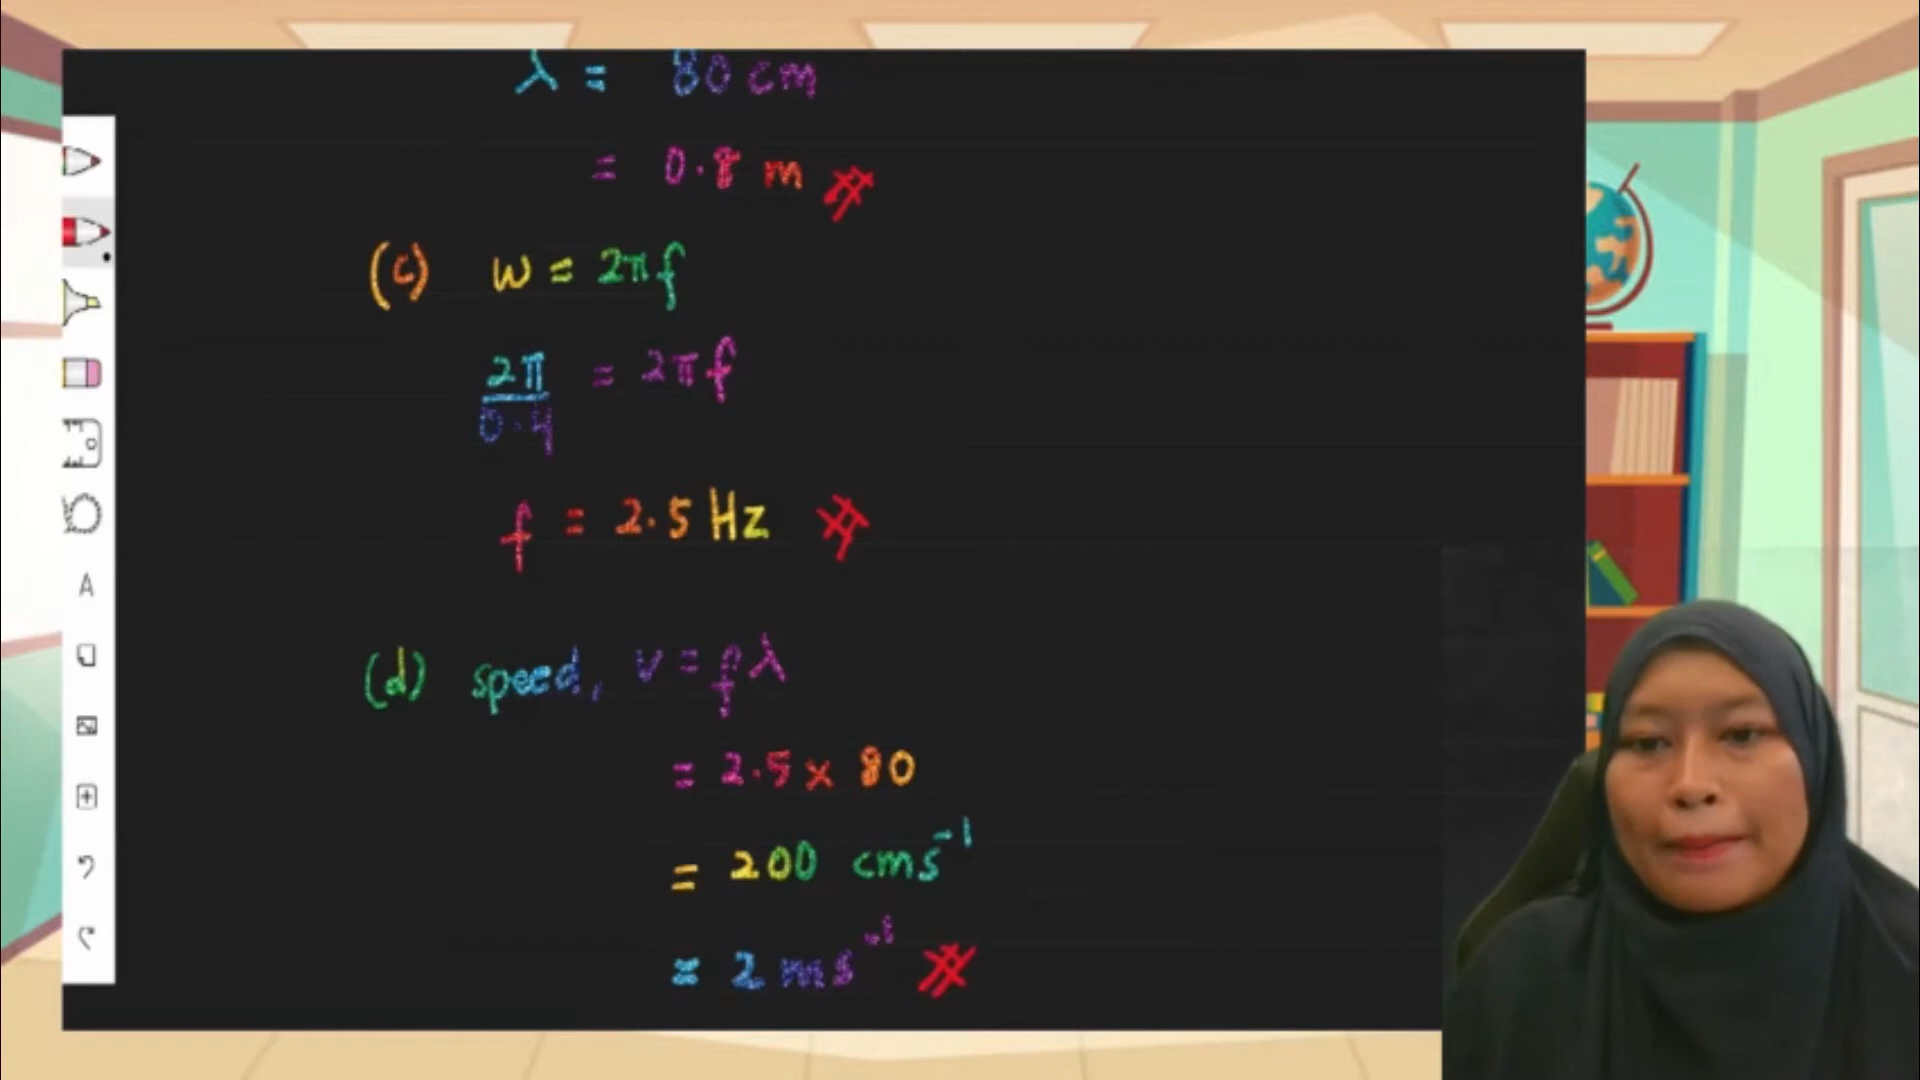 λ = 80 cm
= 0.8 m #
(c) w = 2πf
2π/0.4 = 2πf
f = 2.5 Hz #
(d) speed, v = fλ
= 2.5 x 80
= 200 cms⁻¹
= 2 ms⁻¹ #
A